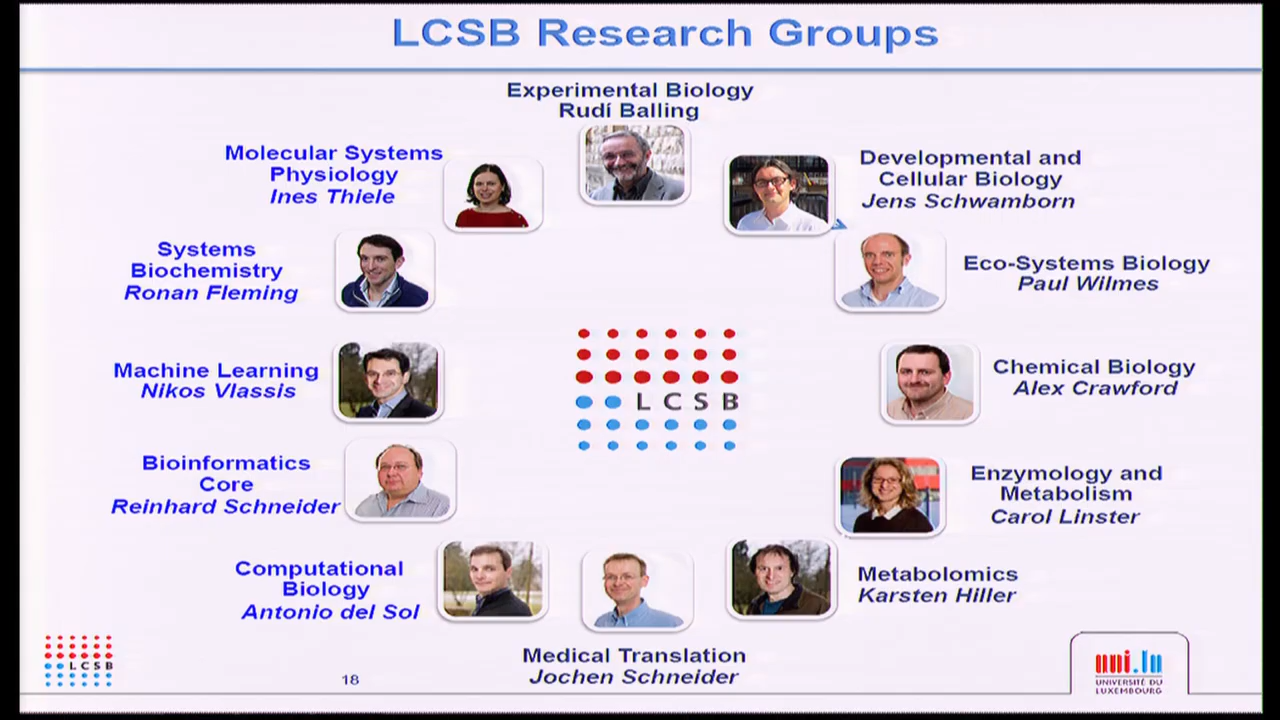 LCSB Research Groups
Experimental Biology
Rudí Balling
Molecular Systems
Physiology
Ines Thiele
Developmental and
Cellular Biology
Jens Schwamborn
Systems
Biochemistry
Ronan Fleming
Eco-Systems Biology
Paul Wilmes
Machine Learning
Nikos Vlassis
LCSB
Chemical Biology
Alex Crawford
Bioinformatics
Core
Reinhard Schneider
Enzymology and
Metabolism
Carol Linster
Computational
Biology
Antonio del Sol
Metabolomics
Karsten Hiller
Medical Translation
Jochen Schneider
LCSB
18
uni.lu
UNIVERSITÉ DU
LUXEMBOURG